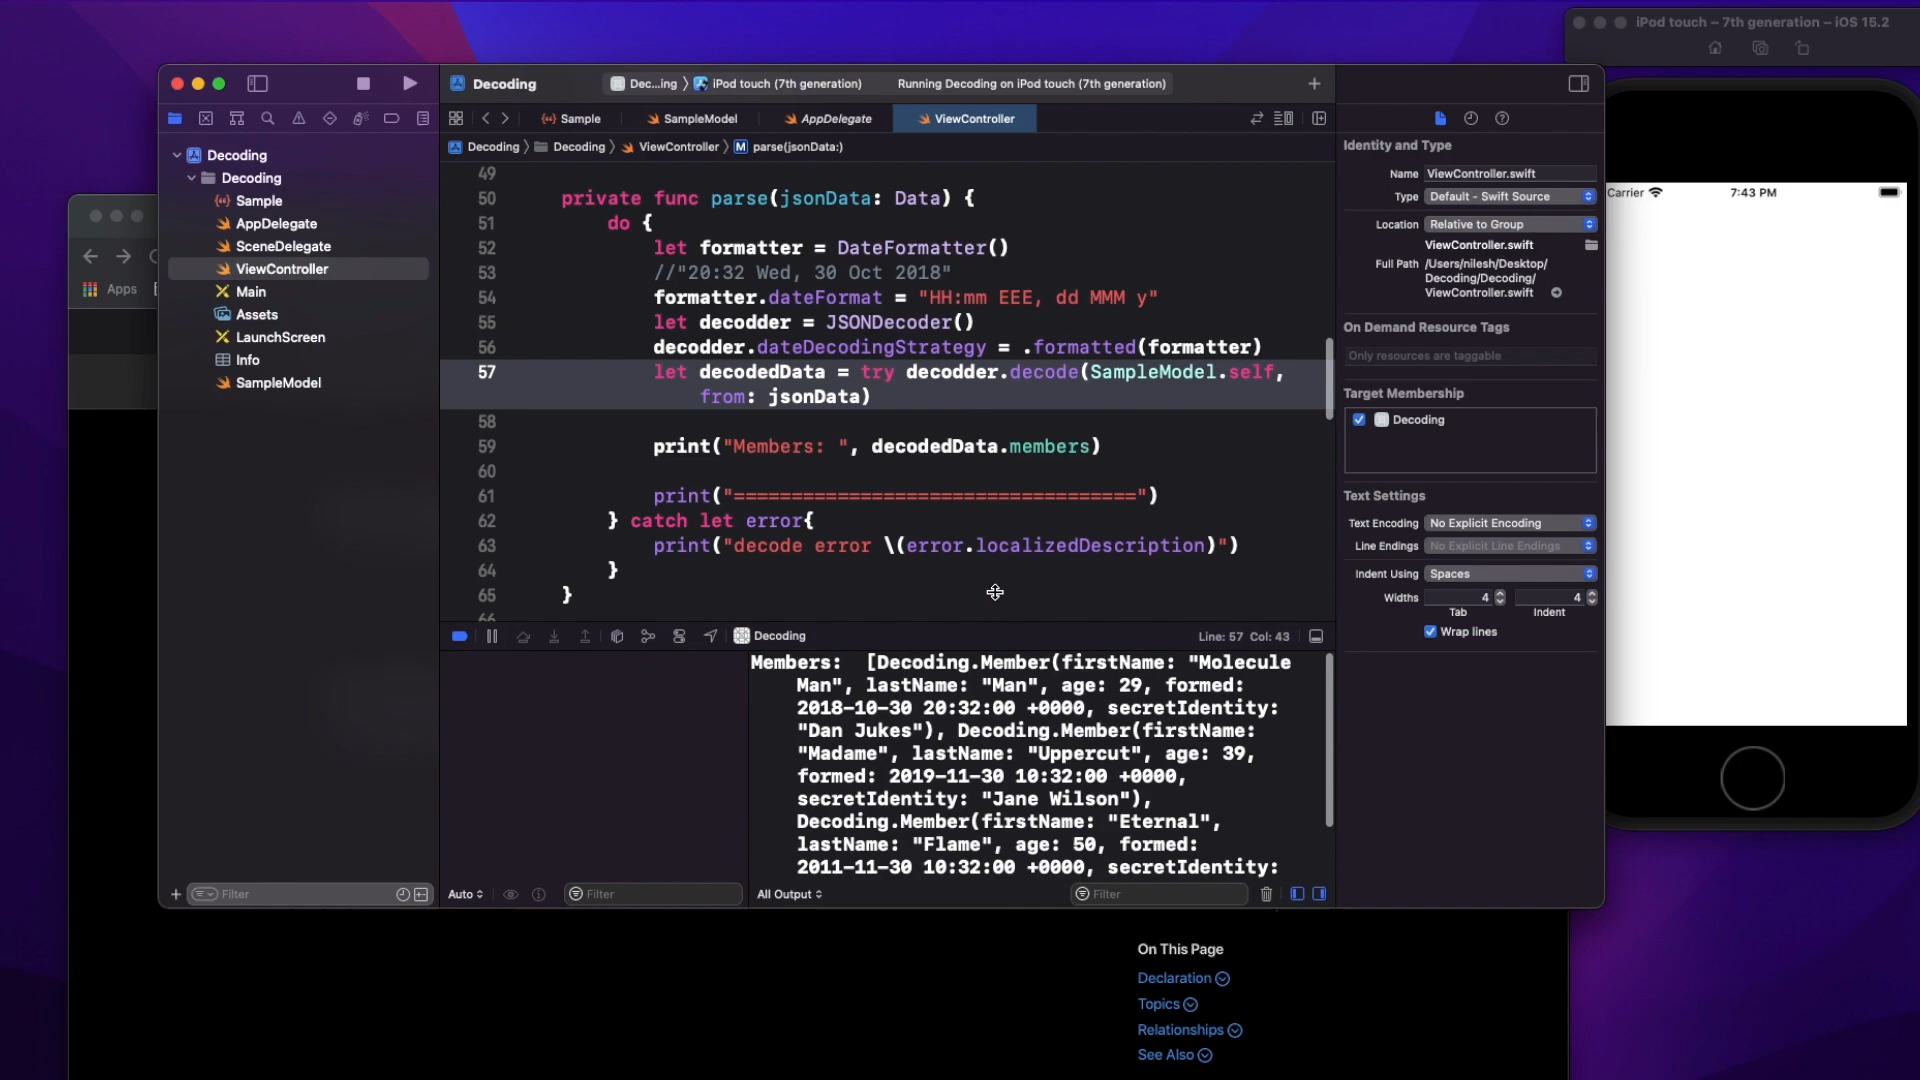 iPod touch – 7th generation – iOS 15.2
Decoding
Dec...ing
iPod touch (7th generation)
Running Decoding on iPod touch (7th generation)
Sample
SampleModel
AppDelegate
ViewController
Decoding
Decoding
ViewController
M
parse(jsonData:)
Apps
Decoding
Decoding
Sample
AppDelegate
SceneDelegate
ViewController
Main
Assets
LaunchScreen
Info
SampleModel
Filter
49
50 private func parse(jsonData: Data) {
51 do {
52 let formatter = DateFormatter()
53 //"20:32 Wed, 30 Oct 2018"
54 formatter.dateFormat = "HH:mm EEE, dd MMM y"
55 let decodder = JSONDecoder()
56 decodder.dateDecodingStrategy = .formatted(formatter)
57 let decodedData = try decodder.decode(SampleModel.self,
from: jsonData)
58
59 print("Members: ", decodedData.members)
60
61 print("===================================")
62 } catch let error{
63 print("decode error \(error.localizedDescription)")
64 }
65 }
66
Decoding
Line: 57 Col: 43
Members:  [Decoding.Member(firstName: "Molecule
Man", lastName: "Man", age: 29, formed:
2018-10-30 20:32:00 +0000, secretIdentity:
"Dan Jukes"), Decoding.Member(firstName:
"Madame", lastName: "Uppercut", age: 39,
formed: 2019-11-30 10:32:00 +0000,
secretIdentity: "Jane Wilson"),
Decoding.Member(firstName: "Eternal",
lastName: "Flame", age: 50, formed:
2011-11-30 10:32:00 +0000, secretIdentity:
Auto
Filter
All Output
Filter
Identity and Type
Name ViewController.swift
Type Default - Swift Source
Location Relative to Group
ViewController.swift
Full Path /Users/nilesh/Desktop/
Decoding/Decoding/
ViewController.swift
On Demand Resource Tags
Only resources are taggable
Target Membership
Decoding
Text Settings
Text Encoding No Explicit Encoding
Line Endings No Explicit Line Endings
Indent Using Spaces
Widths 4 4
Tab Indent
Wrap lines
Carrier 7:43 PM
On This Page
Declaration
Topics
Relationships
See Also